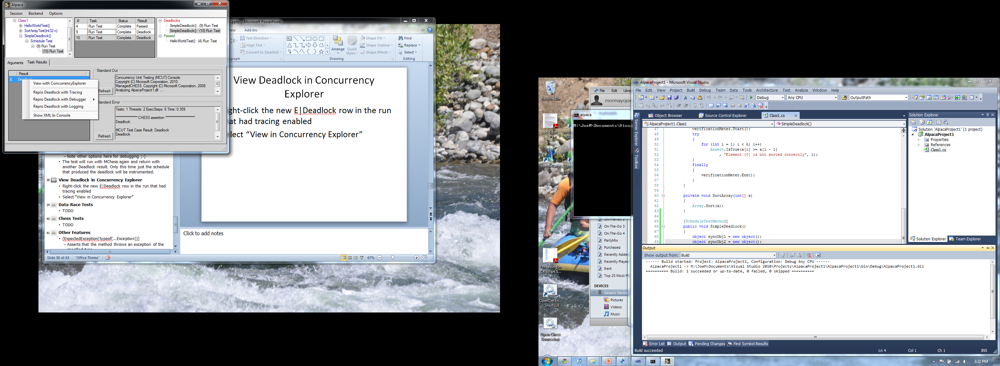 Alpaca
Session Backend Options
Class1
HelloWorldTest()
SortArrayTest(Int32 n)
SimpleDeadlock()
Schedule Test
(9) Run Test
(10) Run Test
# Task Status Result
4 Run Test Complete Passed
9 Run Test Complete Deadlock
10 Run Test Complete Deadlock
Deadlocks
SimpleDeadlock() : (9) Run Test
SimpleDeadlock() : (10) Run Test
Passed
HelloWorldTest() : (4) Run Test
Arguments Task Results
Result
E Deadlock
View with ConcurrencyExplorer
Repro Deadlock with Tracing
Repro Deadlock with Debugger
Repro Deadlock with Logging
Show XML In Console
Standard Out
Concurrency Unit Testing (MCUT) Console.
Copyright (C) Microsoft Corporation, 2010.
ManagedCHESS. Copyright (C) Microsoft Corporation, 2008.
Analyzing AlpacaProject1.dl ...
Refresh
Standard Error
Tests: 1 Threads: 2 ExecSteps: 6 Time: 0.359
CHESS assertion
Deadlock
MCUT Test Case Result: Deadlock
Deadlock
Refresh
.pptx - Microsoft PowerPoint
Add-Ins
Text Direction
Align Text
Convert to SmartArt
Arrange
Quick Styles
Shape Fill
Shape Outline
Shape Effects
Find
Replace
Select
Drawing
Editing
View Deadlock in Concurrency
Explorer
ght-click the new E|Deadlock row in the run
at had tracing enabled
lect “View in Concurrency Explorer”
– Note other options here for debugging ;-)
• The test will run with MChess again and return with
another Deadlock result. Only this time just the schedule
that produced the deadlock will be instrumented.
38 View Deadlock in Concurrency Explorer
• Right-click the new E|Deadlock row in the run that had
tracing enabled
• Select “View in Concurrency Explorer”
39 Data Race Tests
• TODO
40 Chess Tests
• TODO
41 Other Features
• [ExpectedException(typeof(...Exception))]
– Asserts that the method throws an exception of the
Click to add notes
Slide 38 of 43 "Office Theme" 67%
Recycle Bin
ss-5.pdf
doubleTwist
Threading in
C# - Part 5...
OpenDevEn...
- Shortcut
Open Chess
Source.bat
File Edit Libra
mormayojoe
alpaca
M:\JoeM\Documents\Visua
On-The-Go 2
On-The-Go 3
On-The-Go 4
PartyMix
Purchased
Recently Adde
Recently Playe
Rent
Top 25 Most P
DEVICES
Generic Device
Pictures
Videos
Music
AlpacaProject1 - Microsoft Visual Studio
File Edit View Project Build Debug Team Data Tools Architecture Test Analyze Window Help
Debug Any CPU OutputPath
Server Explorer
Toolbox
Object Browser Source Control Explorer Class1.cs
AlpacaProject1.Class1 SimpleDeadlock()
47 verificationMeter.Start();
48 try
49 {
50 for (int i = 1; i < n; i++)
51 Assert.IsTrue(a[i] >= a[i - 1]
52 , "Element {0} is not sorted correctly", i);
53 }
54 finally
55 {
56 verificationMeter.End();
57 }
58 }
59
60 private void SortArray(int[] a)
61 {
62 Array.Sort(a);
63 }
64
65 [ScheduleTestMethod]
66 public void SimpleDeadlock()
67 {
68 object syncObj1 = new object();
69 object syncObj2 = new object();
Solution Explorer
Solution 'AlpacaProject1' (1 project)
AlpacaProject1
Properties
References
Class1.cs
Solution Explorer Team Explorer
Output
Show output from: Build
------ Build started: Project: AlpacaProject1, Configuration: Debug Any CPU ------
AlpacaProject1 -> M:\JoeM\Documents\Visual Studio 2010\Projects\AlpacaProject1\AlpacaProject1\bin\Debug\AlpacaProject1.dll
========== Build: 1 succeeded or up-to-date, 0 failed, 0 skipped ==========
Error List Output Pending Changes Find Symbol Results
Build succeeded Ln 4 Col 1 Ch 1 INS
3:32 PM